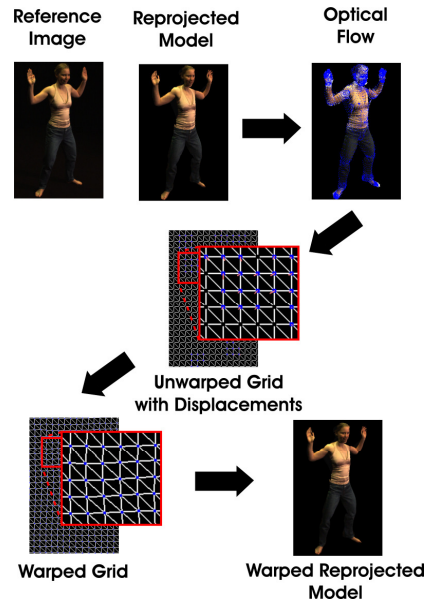 Reference
Image
Reprojected
Model
Optical
Flow
Unwarped Grid
with Displacements
Warped Grid
Warped Reprojected
Model